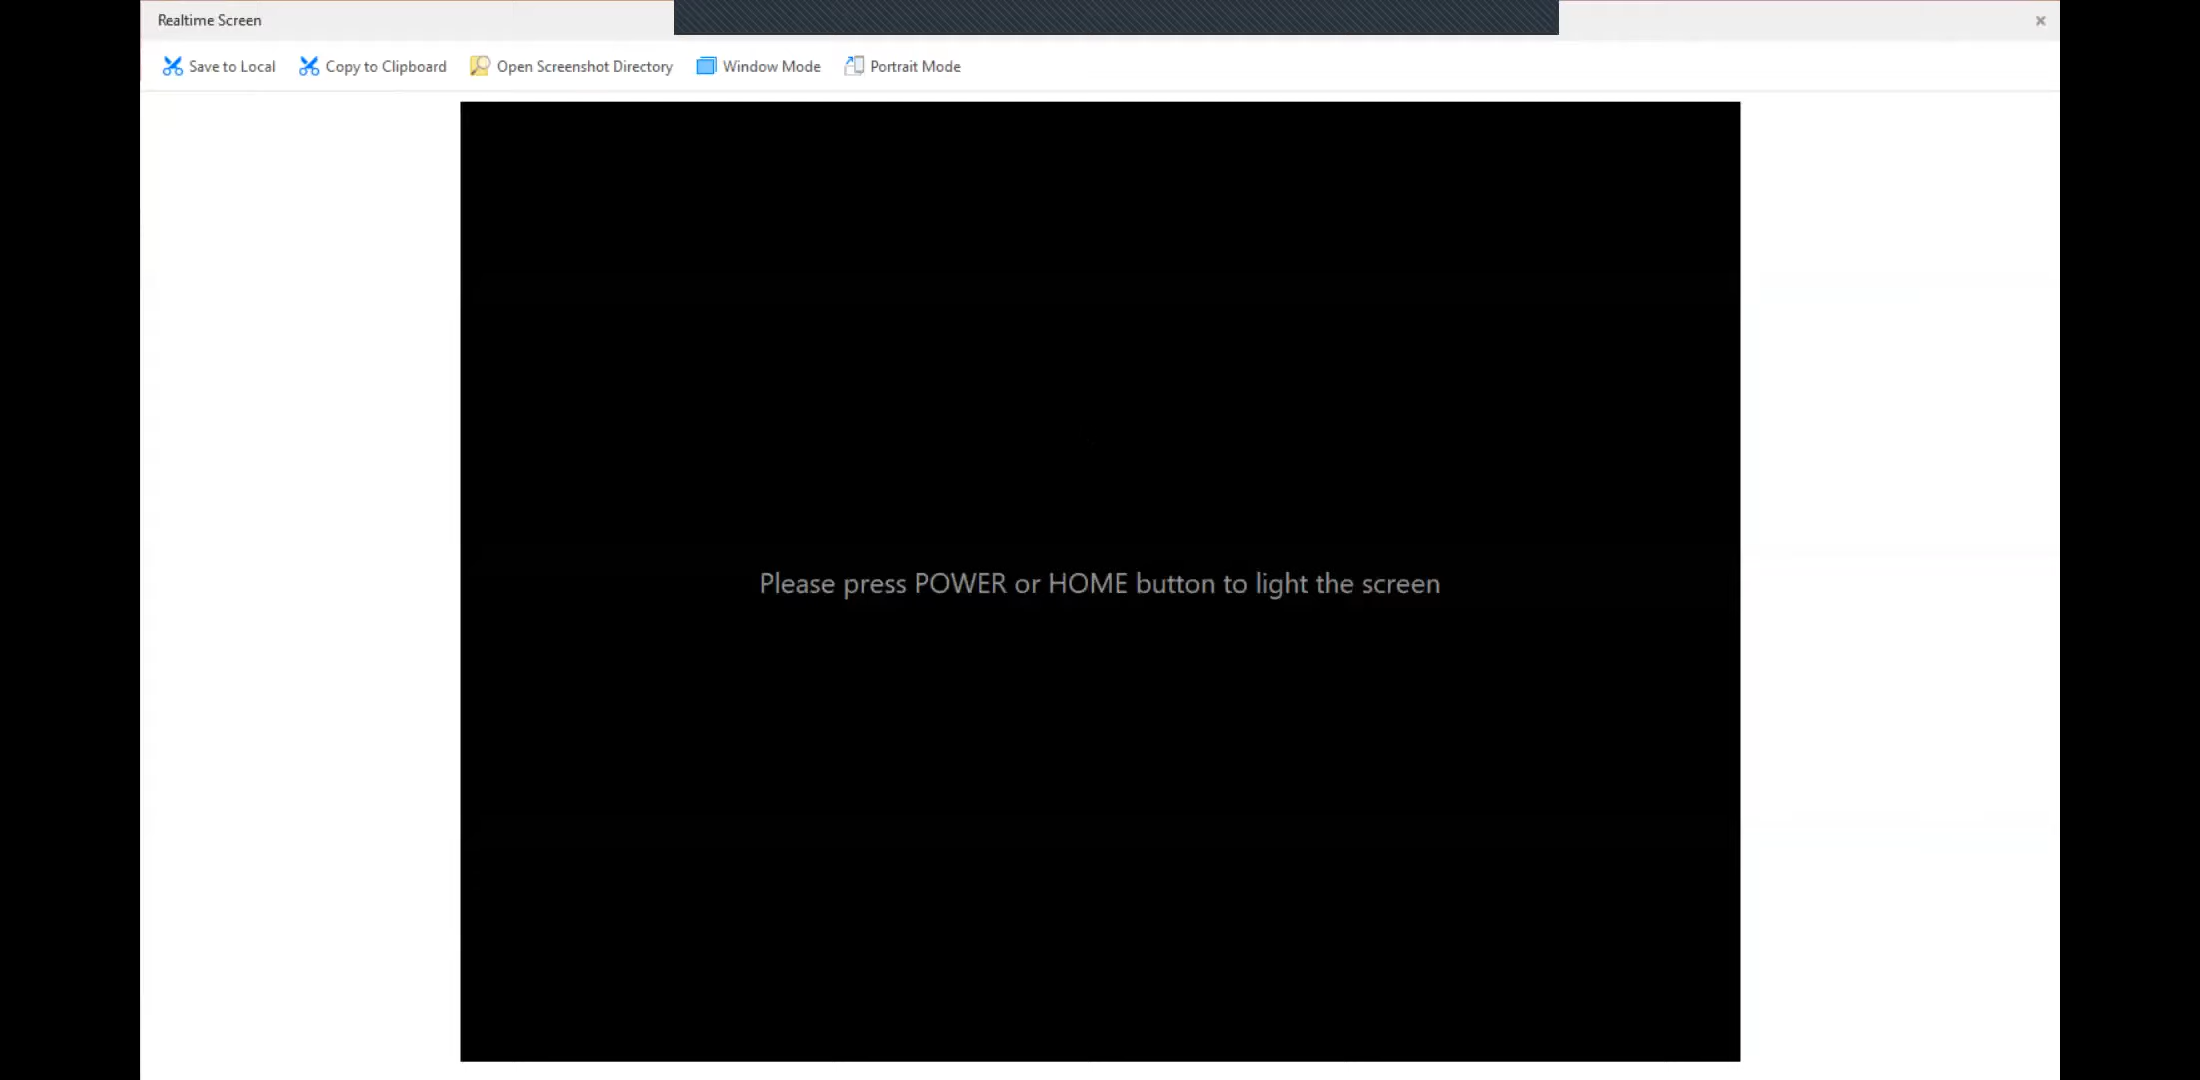 Realtime Screen
Save to Local Copy to Clipboard Open Screenshot Directory Window Mode Portrait Mode
Please press POWER or HOME button to light the screen